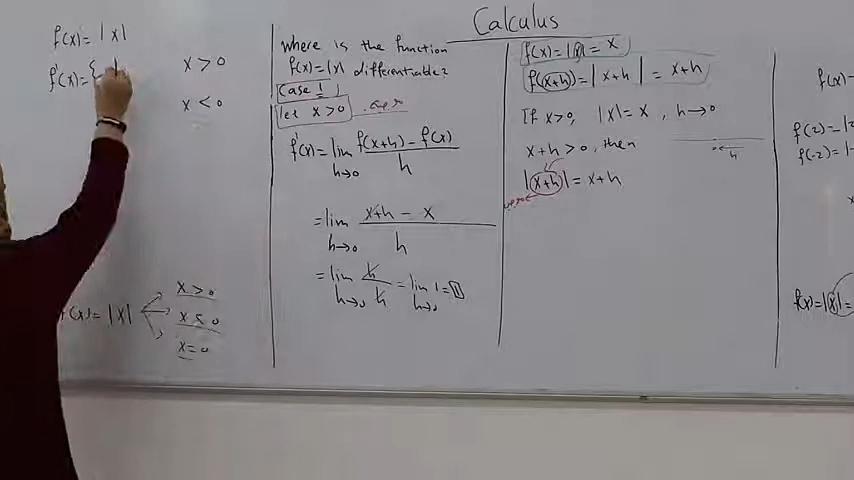 Calculus
f(x) = |x|
f'(x) = {
x > 0
x < 0
f(x) = |x|
x > 0
x < 0
x = 0
where is the function
f(x) = |x| differentiable?
Case 1
let x > 0
f'(x) = lim h→0 f(x+h) - f(x) / h
= lim h→0 x+h - x / h
= lim h→0 h / h = lim h→0 1 = 1
f(x) = |x| = x
f(x+h) = |x+h| = x+h
If x > 0, |x| = x, h→0
x+h > 0, then
h
|x+h| = x+h
f(x) =
f(2) = |2
f(-2) = |-
f(x) = |x| =